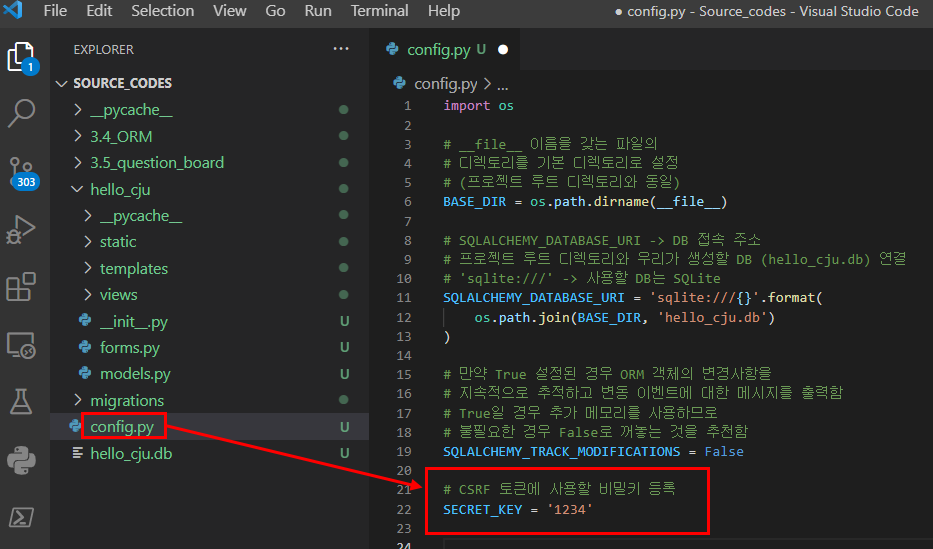 File Edit Selection View Go Run Terminal Help ● config.py - Source_codes - Visual Studio Code
EXPLORER ...
1
303
SOURCE_CODES
__pycache__
3.4_ORM
3.5_question_board
hello_cju
__pycache__
static
templates
views
__init__.py U
forms.py U
models.py U
migrations
config.py U
hello_cju.db U
config.py U ●
config.py > ...
1 import os
2
3 # __file__ 이름을 갖는 파일의
4 # 디렉토리를 기본 디렉토리로 설정
5 # (프로젝트 루트 디렉토리와 동일)
6 BASE_DIR = os.path.dirname(__file__)
7
8 # SQLALCHEMY_DATABASE_URI -> DB 접속 주소
9 # 프로젝트 루트 디렉토리와 우리가 생성할 DB (hello_cju.db) 연결
10 # 'sqlite:///' -> 사용할 DB는 SQLite
11 SQLALCHEMY_DATABASE_URI = 'sqlite:///{}'.format(
12 os.path.join(BASE_DIR, 'hello_cju.db')
13 )
14
15 # 만약 True 설정된 경우 ORM 객체의 변경사항을
16 # 지속적으로 추적하고 변동 이벤트에 대한 메시지를 출력함
17 # True일 경우 추가 메모리를 사용하므로
18 # 불필요한 경우 False로 꺼놓는 것을 추천함
19 SQLALCHEMY_TRACK_MODIFICATIONS = False
20
21 # CSRF 토큰에 사용할 비밀키 등록
22 SECRET_KEY = '1234'
23
24